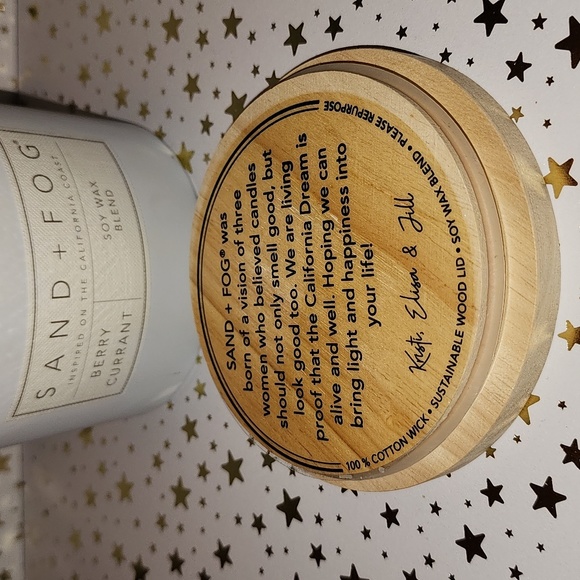 SAND + FOG®
INSPIRED ON THE CALIFORNIA COAST
BERRY
CURRANT
SOY WAX
BLEND
SAND + FOG® was
born of a vision of three
women who believed candles
should not only smell good, but
look good too. We are living
proof that the California Dream is
alive and well. Hoping we can
bring light and happiness into
your life!
Kristi, Elisa & Jill
100% COTTON WICK • SUSTAINABLE WOOD LID • SOY WAX BLEND • PLEASE REPURPOSE